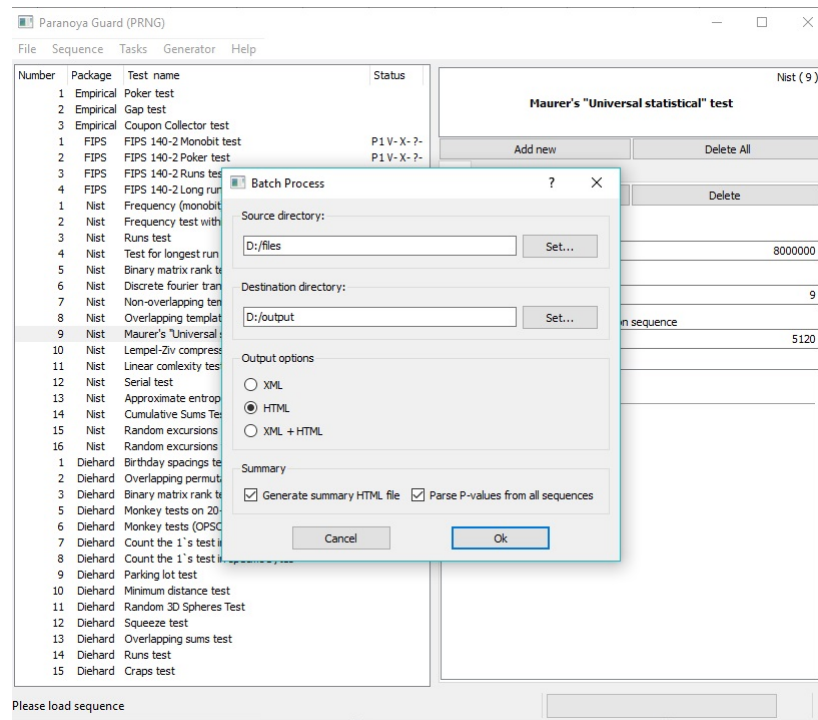 Paranoya Guard (PRNG)
File Sequence Tasks Generator Help
Number Package Test name Status
1 Empirical Poker test
2 Empirical Gap test
3 Empirical Coupon Collector test
1 FIPS FIPS 140-2 Monobit test P1 V- X- ?-
2 FIPS FIPS 140-2 Poker test P1 V- X- ?-
3 FIPS FIPS 140-2 Runs tes
4 FIPS FIPS 140-2 Long run
1 Nist Frequency (monobit
2 Nist Frequency test with
3 Nist Runs test
4 Nist Test for longest run
5 Nist Binary matrix rank te
6 Nist Discrete fourier tran
7 Nist Non-overlapping tem
8 Nist Overlapping templat
9 Nist Maurer's "Universal s
10 Nist Lempel-Ziv compress
11 Nist Linear comlexity test
12 Nist Serial test
13 Nist Approximate entrop
14 Nist Cumulative Sums Te
15 Nist Random excursions
16 Nist Random excursions
1 Diehard Birthday spacings te
2 Diehard Overlapping permuta
3 Diehard Binary matrix rank te
5 Diehard Monkey tests on 20-
6 Diehard Monkey tests (OPSO
7 Diehard Count the 1`s test i
8 Diehard Count the 1`s test in specific bytes
9 Diehard Parking lot test
10 Diehard Minimum distance test
11 Diehard Random 3D Spheres Test
12 Diehard Squeeze test
13 Diehard Overlapping sums test
14 Diehard Runs test
15 Diehard Craps test
Nist ( 9 )
Maurer's "Universal statistical" test
Add new Delete All
Delete
8000000
9
n sequence
5120
Batch Process ?
Source directory:
D:/files Set...
Destination directory:
D:/output Set...
Output options
XML
HTML
XML + HTML
Summary
Generate summary HTML file Parse P-values from all sequences
Cancel Ok
Please load sequence